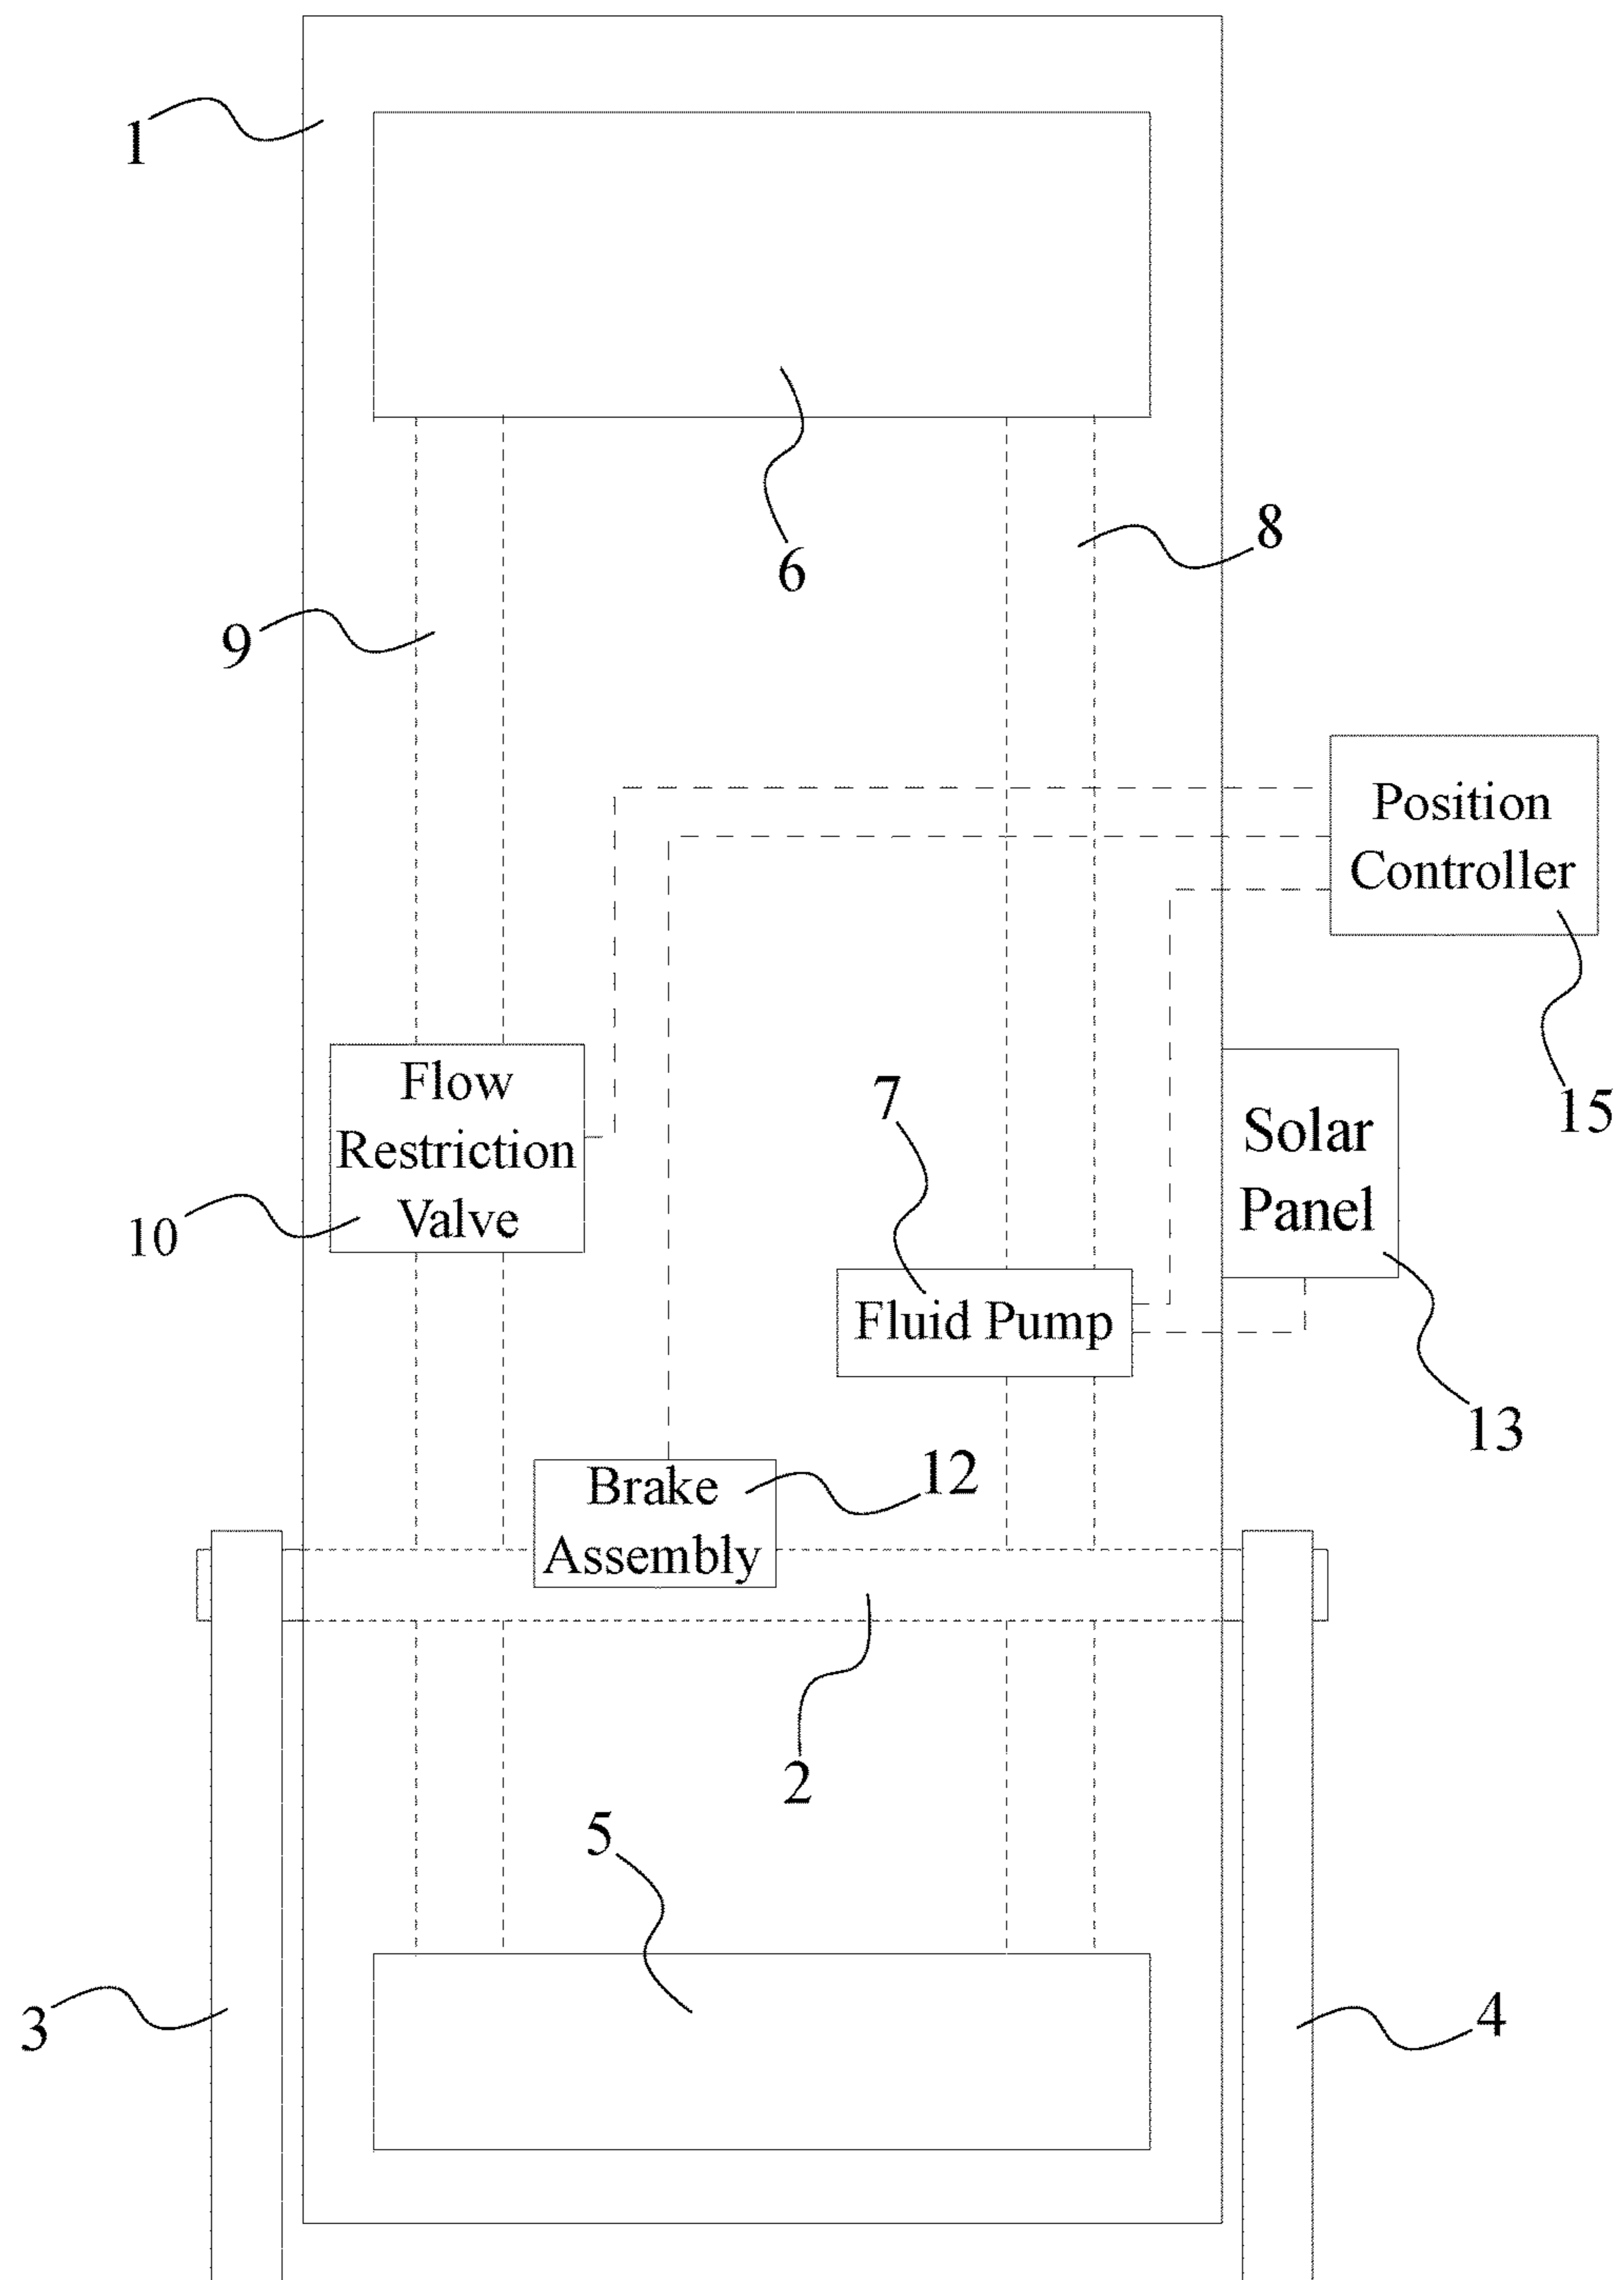 1
6
8
9
Position
Controller
15
Flow
Restriction
Valve
10
7
Solar
Panel
Fluid Pump
13
Brake
Assembly
12
2
5
3
4